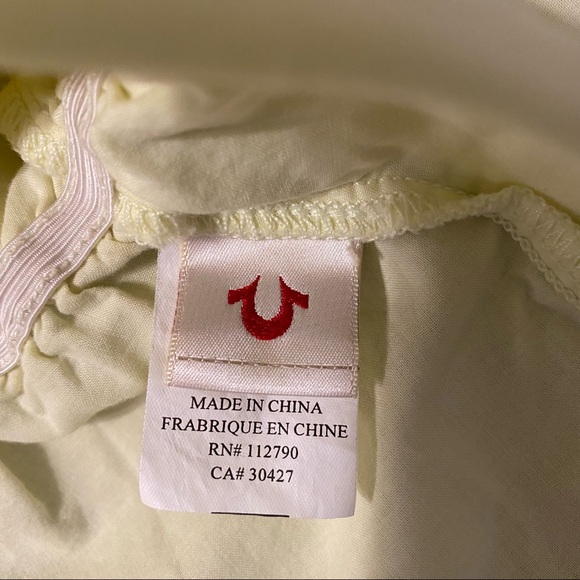 MADE IN CHINA
FRABRIQUE EN CHINE
RN# 112790
CA# 30427